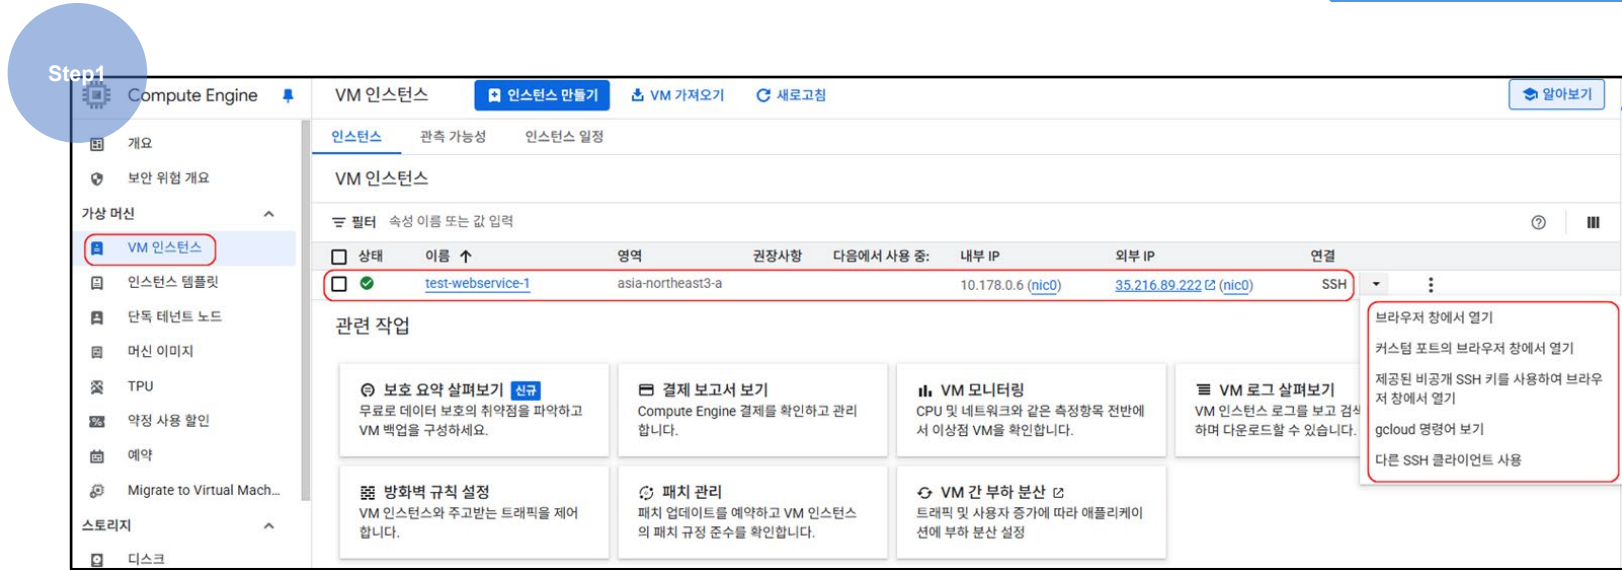 Step1
Compute Engine
VM 인스턴스
인스턴스 만들기
VM 가져오기
새로고침
알아보기
개요
보안 위험 개요
가상 머신
VM 인스턴스
인스턴스 템플릿
단독 테넌트 노드
머신 이미지
TPU
약정 사용 할인
예약
Migrate to Virtual Mach...
스토리지
디스크
인스턴스 관측 가능성 인스턴스 일정
VM 인스턴스
필터 속성 이름 또는 값 입력
상태 이름 영역 권장사항 다음에서 사용 중: 내부 IP 외부 IP 연결
test-webservice-1 asia-northeast3-a 10.178.0.6 (nic0) 35.216.89.222 (nic0) SSH
브라우저 창에서 열기
커스텀 포트의 브라우저 창에서 열기
제공된 비공개 SSH 키를 사용하여 브라우
저 창에서 열기
gcloud 명령어 보기
다른 SSH 클라이언트 사용
관련 작업
보호 요약 살펴보기 신규
무료로 데이터 보호의 취약점을 파악하고
VM 백업을 구성하세요.
결제 보고서 보기
Compute Engine 결제를 확인하고 관리
합니다.
VM 모니터링
CPU 및 네트워크와 같은 측정항목 전반에
서 이상점 VM을 확인합니다.
VM 로그 살펴보기
VM 인스턴스 로그를 보고 검색
하며 다운로드할 수 있습니다.
방화벽 규칙 설정
VM 인스턴스와 주고받는 트래픽을 제어
합니다.
패치 관리
패치 업데이트를 예약하고 VM 인스턴스
의 패치 규정 준수를 확인합니다.
VM 간 부하 분산
트래픽 및 사용자 증가에 따라 애플리케이
션에 부하 분산 설정